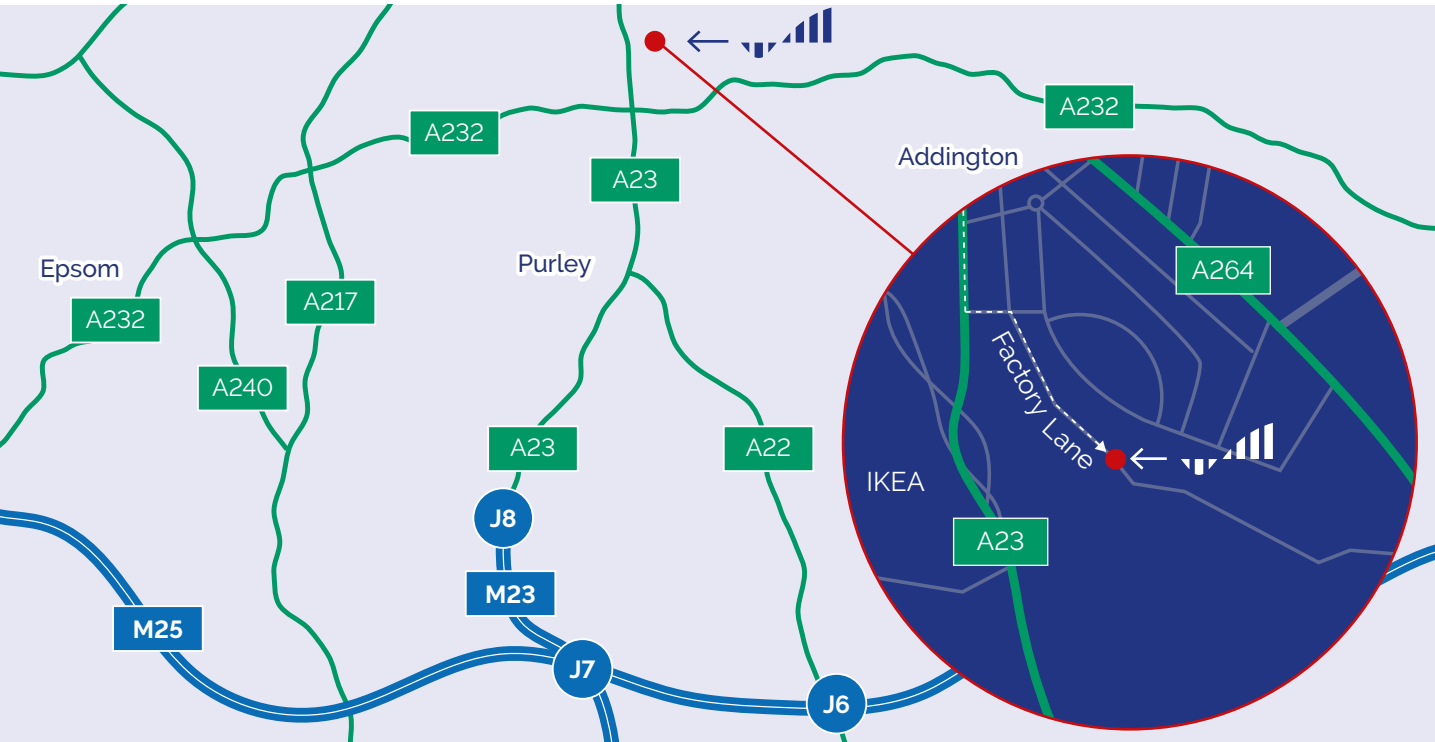 A232
A232
A23
Addington
Purley
Epsom
A264
A217
A232
Factory Lane
A240
A23
A22
IKEA
J8
A23
M23
M25
J7
J6